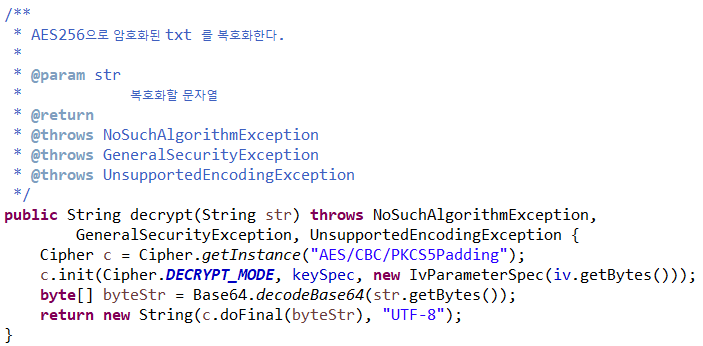 /**
 * AES256으로 암호화된 txt 를 복호화한다.
 *
 * @param str
 *            복호화할 문자열
 * @return
 * @throws NoSuchAlgorithmException
 * @throws GeneralSecurityException
 * @throws UnsupportedEncodingException
 */
public String decrypt(String str) throws NoSuchAlgorithmException,
        GeneralSecurityException, UnsupportedEncodingException {
    Cipher c = Cipher.getInstance("AES/CBC/PKCS5Padding");
    c.init(Cipher.DECRYPT_MODE, keySpec, new IvParameterSpec(iv.getBytes()));
    byte[] byteStr = Base64.decodeBase64(str.getBytes());
    return new String(c.doFinal(byteStr), "UTF-8");
}